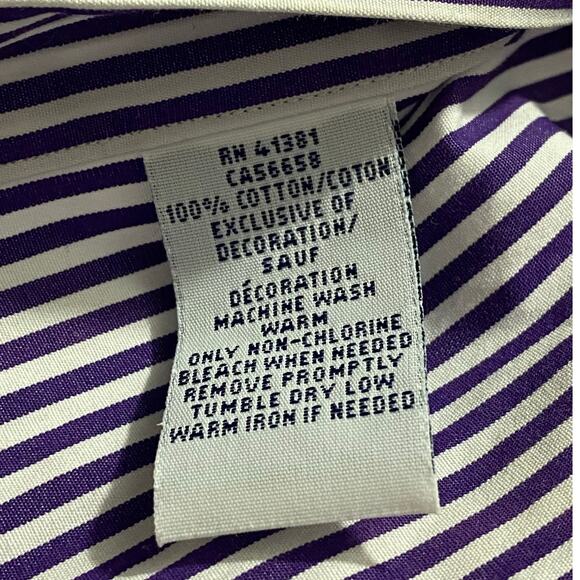 RN 41381
CA56658
100% COTTON/COTON
EXCLUSIVE OF
DECORATION/
SAUF
DÉCORATION
MACHINE WASH
WARM
ONLY NON-CHLORINE
BLEACH WHEN NEEDED
REMOVE PROMPTLY
TUMBLE DRY LOW
WARM IRON IF NEEDED